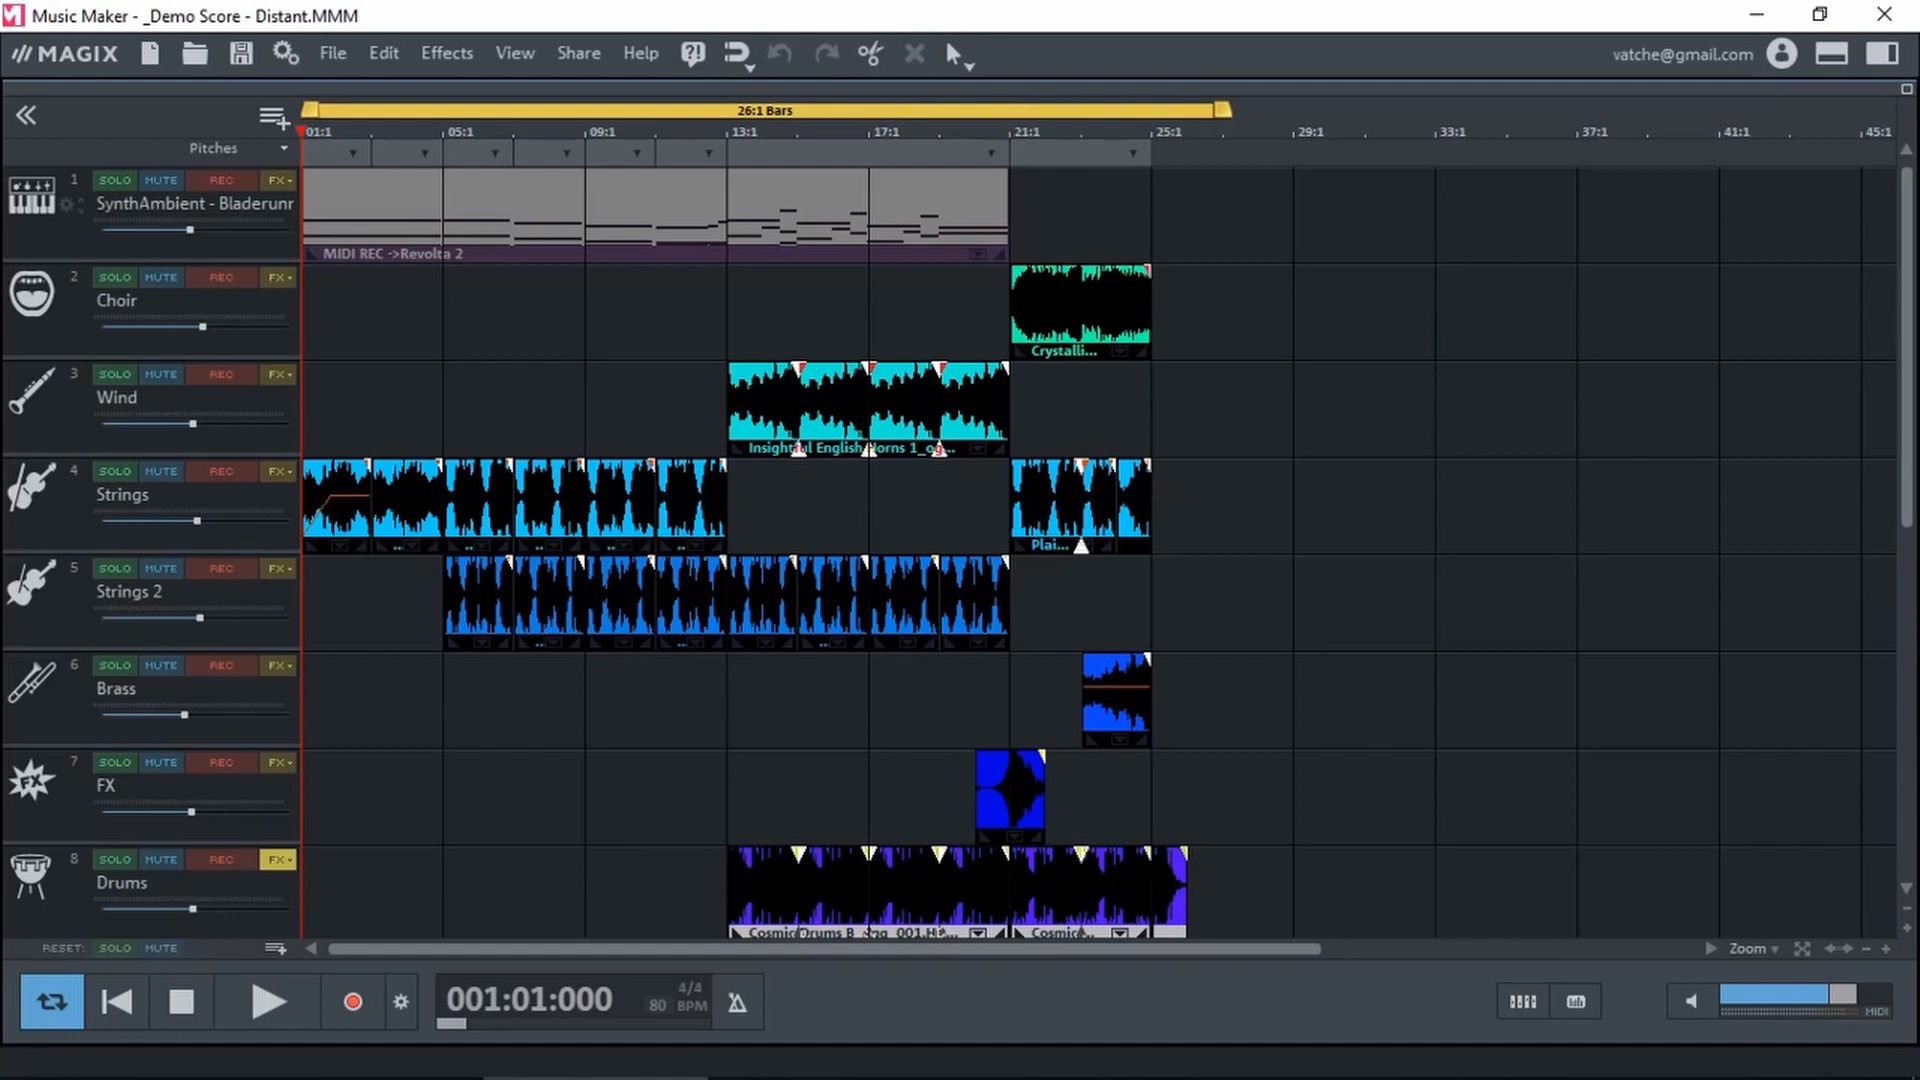 Music Maker - _Demo Score - Distant.MMM
MAGIX File Edit Effects View Share Help vatche@gmail.com
26:1 Bars
01:1 05:1 09:1 13:1 17:1 21:1 25:1 29:1 33:1 37:1 41:1 45:1
Pitches
1 SOLO MUTE REC FX
SynthAmbient - Bladerunr
MIDI REC ->Revolta 2
2 SOLO MUTE REC FX
Choir
Crystalli...
3 SOLO MUTE REC FX
Wind
Insightful English Horns 1_og...
4 SOLO MUTE REC FX
Strings
Plai...
5 SOLO MUTE REC FX
Strings 2
6 SOLO MUTE REC FX
Brass
7 SOLO MUTE REC FX
FX
FX
8 SOLO MUTE REC FX
Drums
Cosmic Drums B
Cosmic...
RESET: SOLO MUTE Zoom
001:01:000 4/4
80 BPM
MIDI